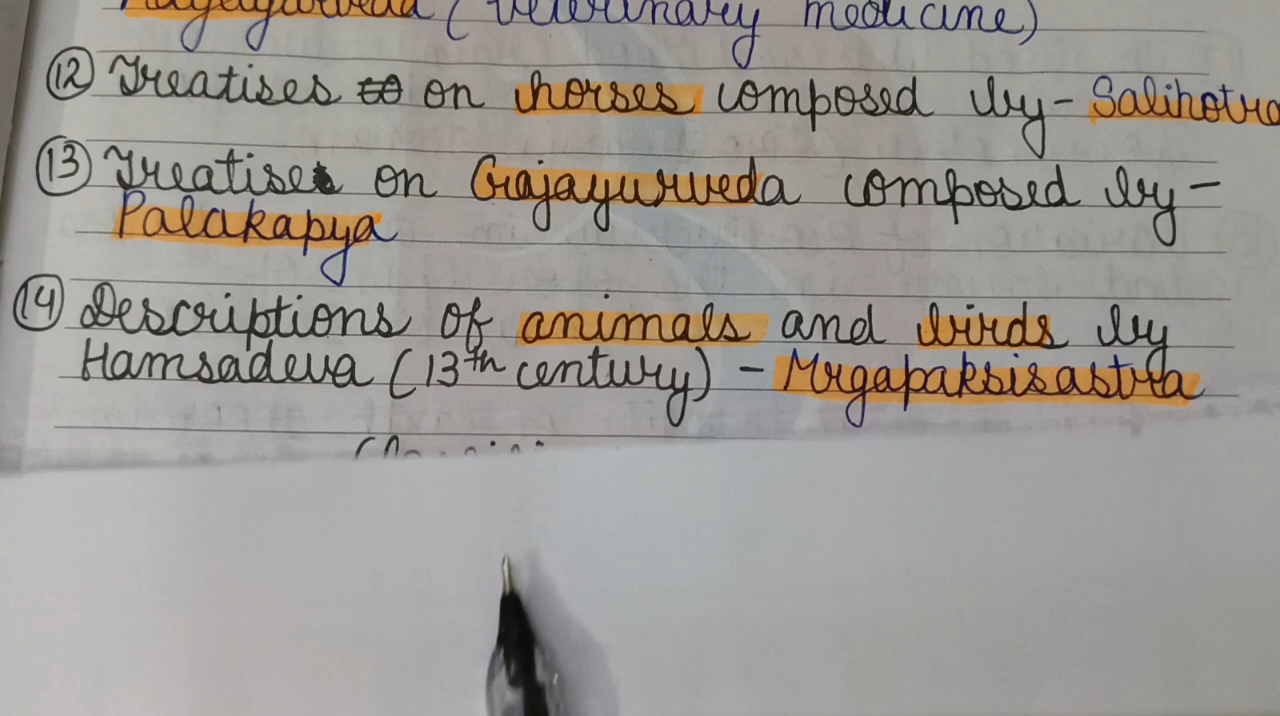 (veterinary medicine)
⑫ Treatises on horses composed by- Salihotra
⑬ Treatise on Gajayurveda composed by-
Palakapya
⑭ Descriptions of animals and birds by
Hamsadeva (13th century) - Mrgapaksisastra